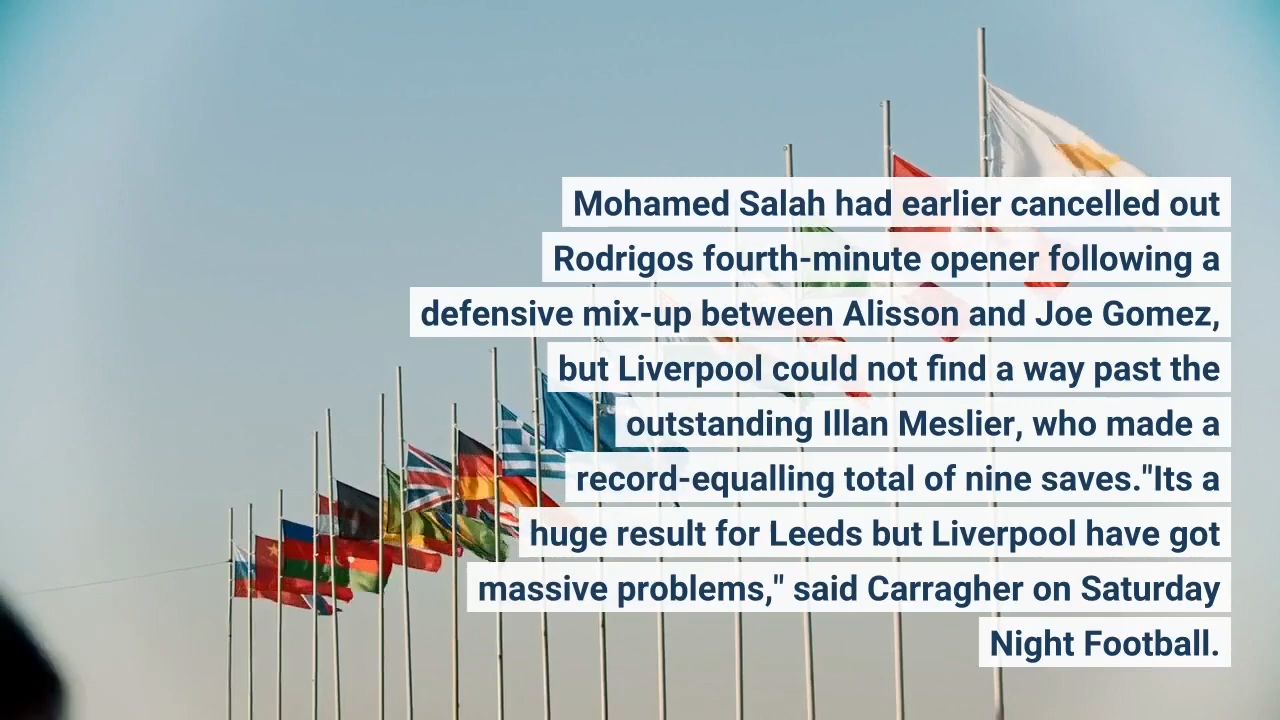 Mohamed Salah had earlier cancelled out
Rodrigos fourth-minute opener following a
defensive mix-up between Alisson and Joe Gomez,
but Liverpool could not find a way past the
outstanding Illan Meslier, who made a
record-equalling total of nine saves."Its a
huge result for Leeds but Liverpool have got
massive problems," said Carragher on Saturday
Night Football.